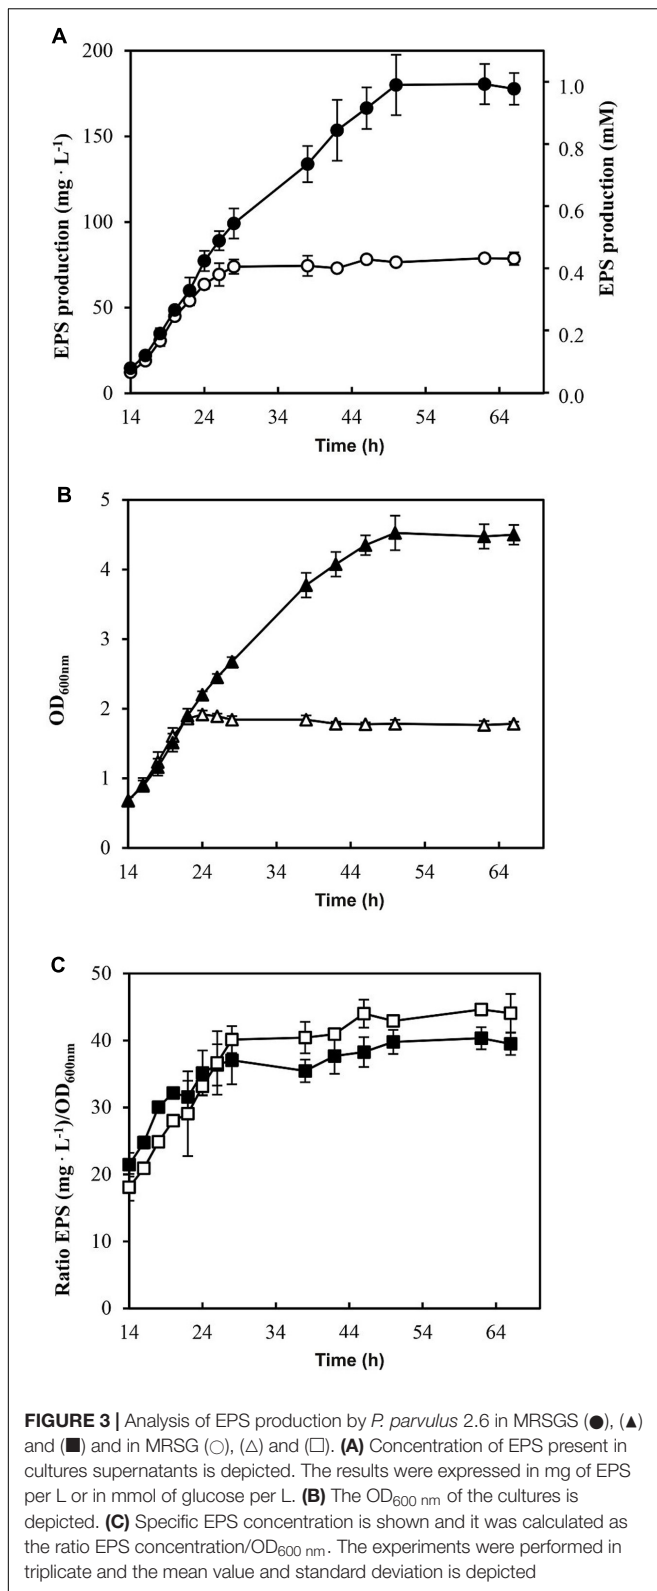 A
200
150
100
50
0
EPS production (mg · L-1)
1.0
0.8
0.6
0.4
0.2
0.0
EPS production (mM)
14 24 34 44 54 64
Time (h)
B
5
4
3
2
1
0
OD600nm
14 24 34 44 54 64
Time (h)
C
50
40
30
20
10
0
Ratio EPS (mg · L-1)/OD600nm
14 24 34 44 54 64
Time (h)
FIGURE 3 | Analysis of EPS production by P. parvulus 2.6 in MRSGS (●), (▲)
and (■) and in MRSG (○), (△) and (□). (A) Concentration of EPS present in
cultures supernatants is depicted. The results were expressed in mg of EPS
per L or in mmol of glucose per L. (B) The OD600 nm of the cultures is
depicted. (C) Specific EPS concentration is shown and it was calculated as
the ratio EPS concentration/OD600 nm. The experiments were performed in
triplicate and the mean value and standard deviation is depicted